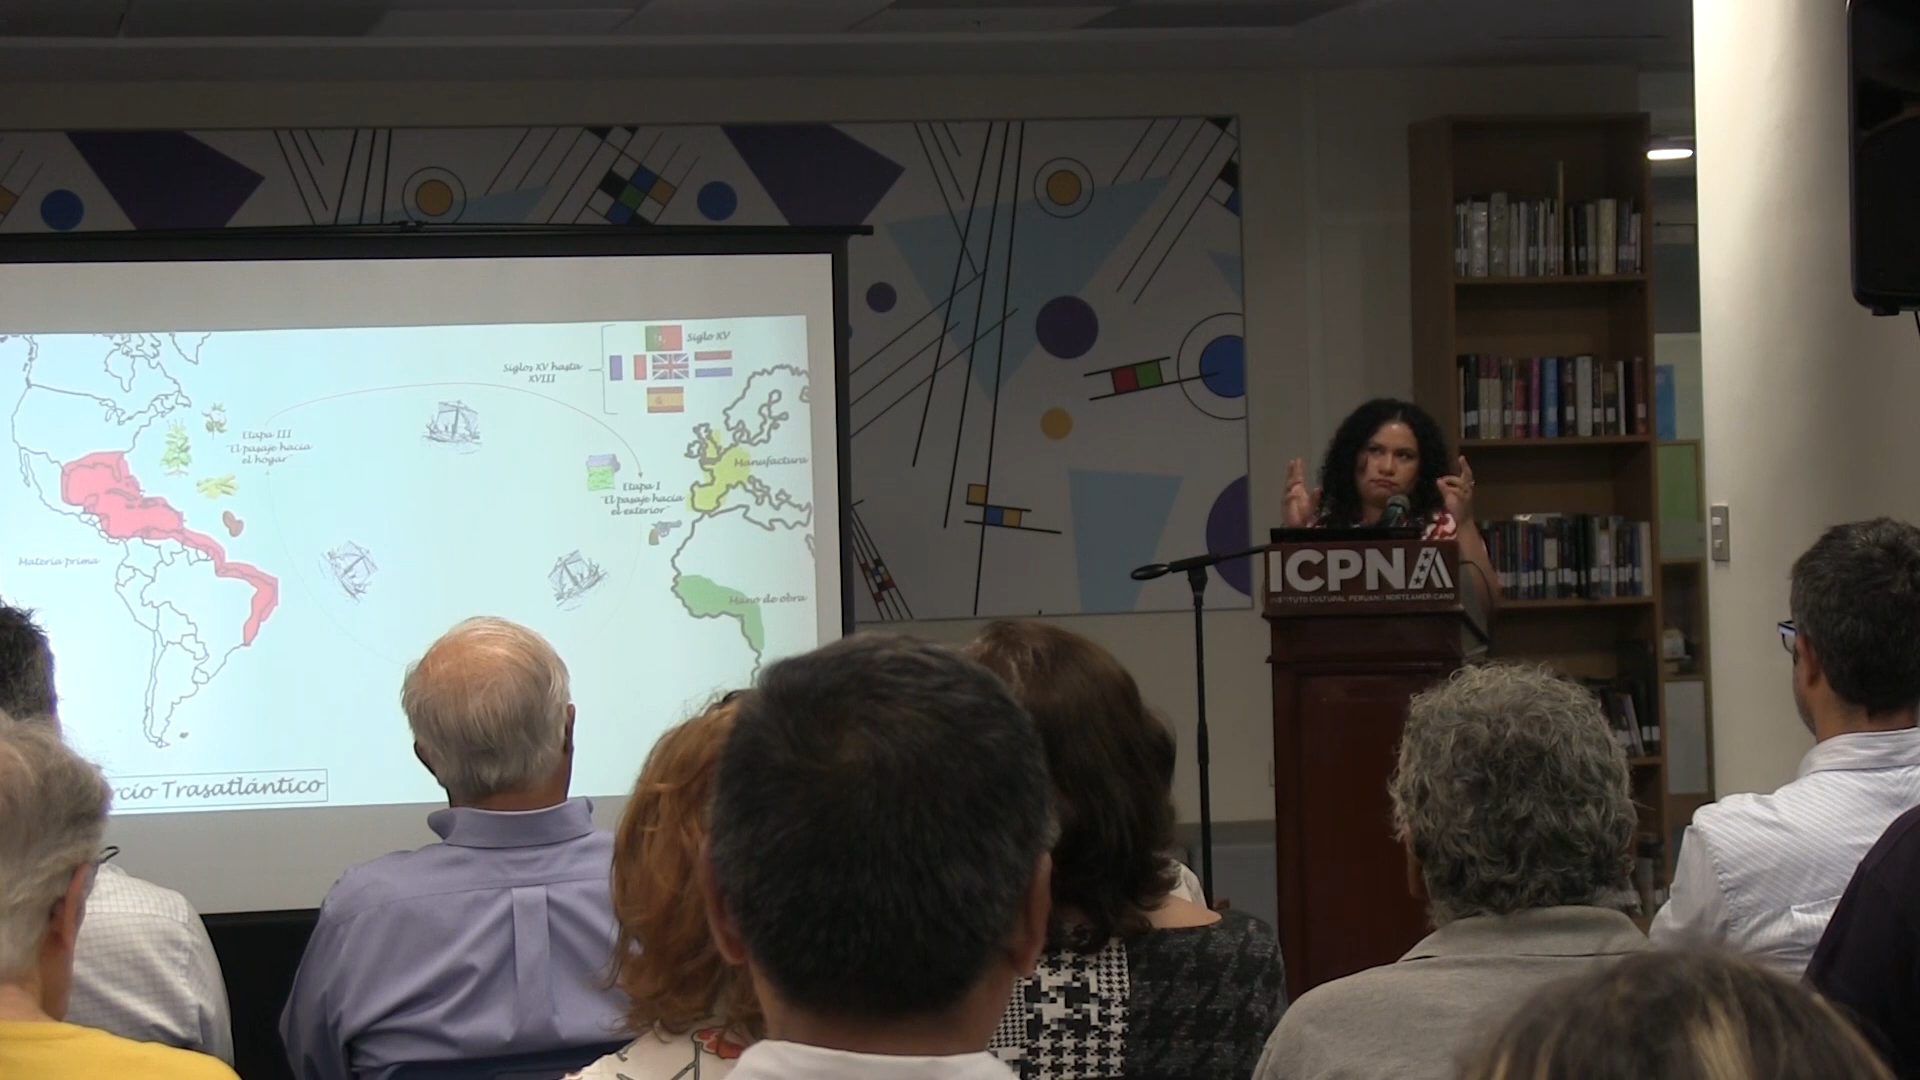 Siglo XV
Siglos XV hasta
XVIII
Etapa III
"El pasaje hacia
el hogar"
Manufactura
Etapa I
"El pasaje hacia
el exterior"
Materia prima
Mano de obra
rcio Trasatlántico
ICPNA
INSTITUTO CULTURAL PERUANO NORTEAMERICANO